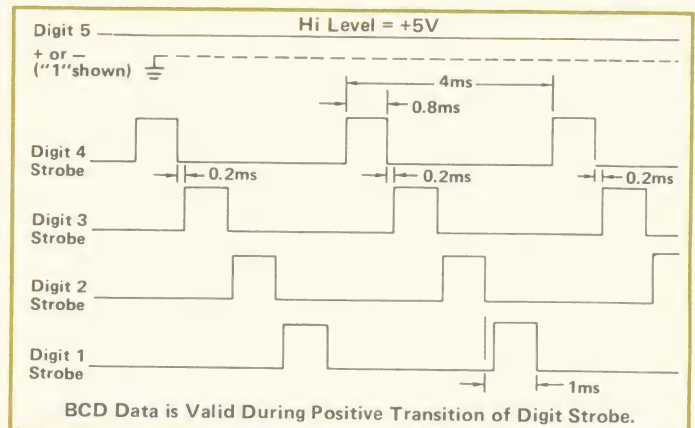 Hi Level = +5V
Digit 5
+ or –
("1" shown)
4ms
0.8ms
Digit 4
Strobe
0.2ms
0.2ms
0.2ms
Digit 3
Strobe
Digit 2
Strobe
Digit 1
Strobe
1ms
BCD Data is Valid During Positive Transition of Digit Strobe.